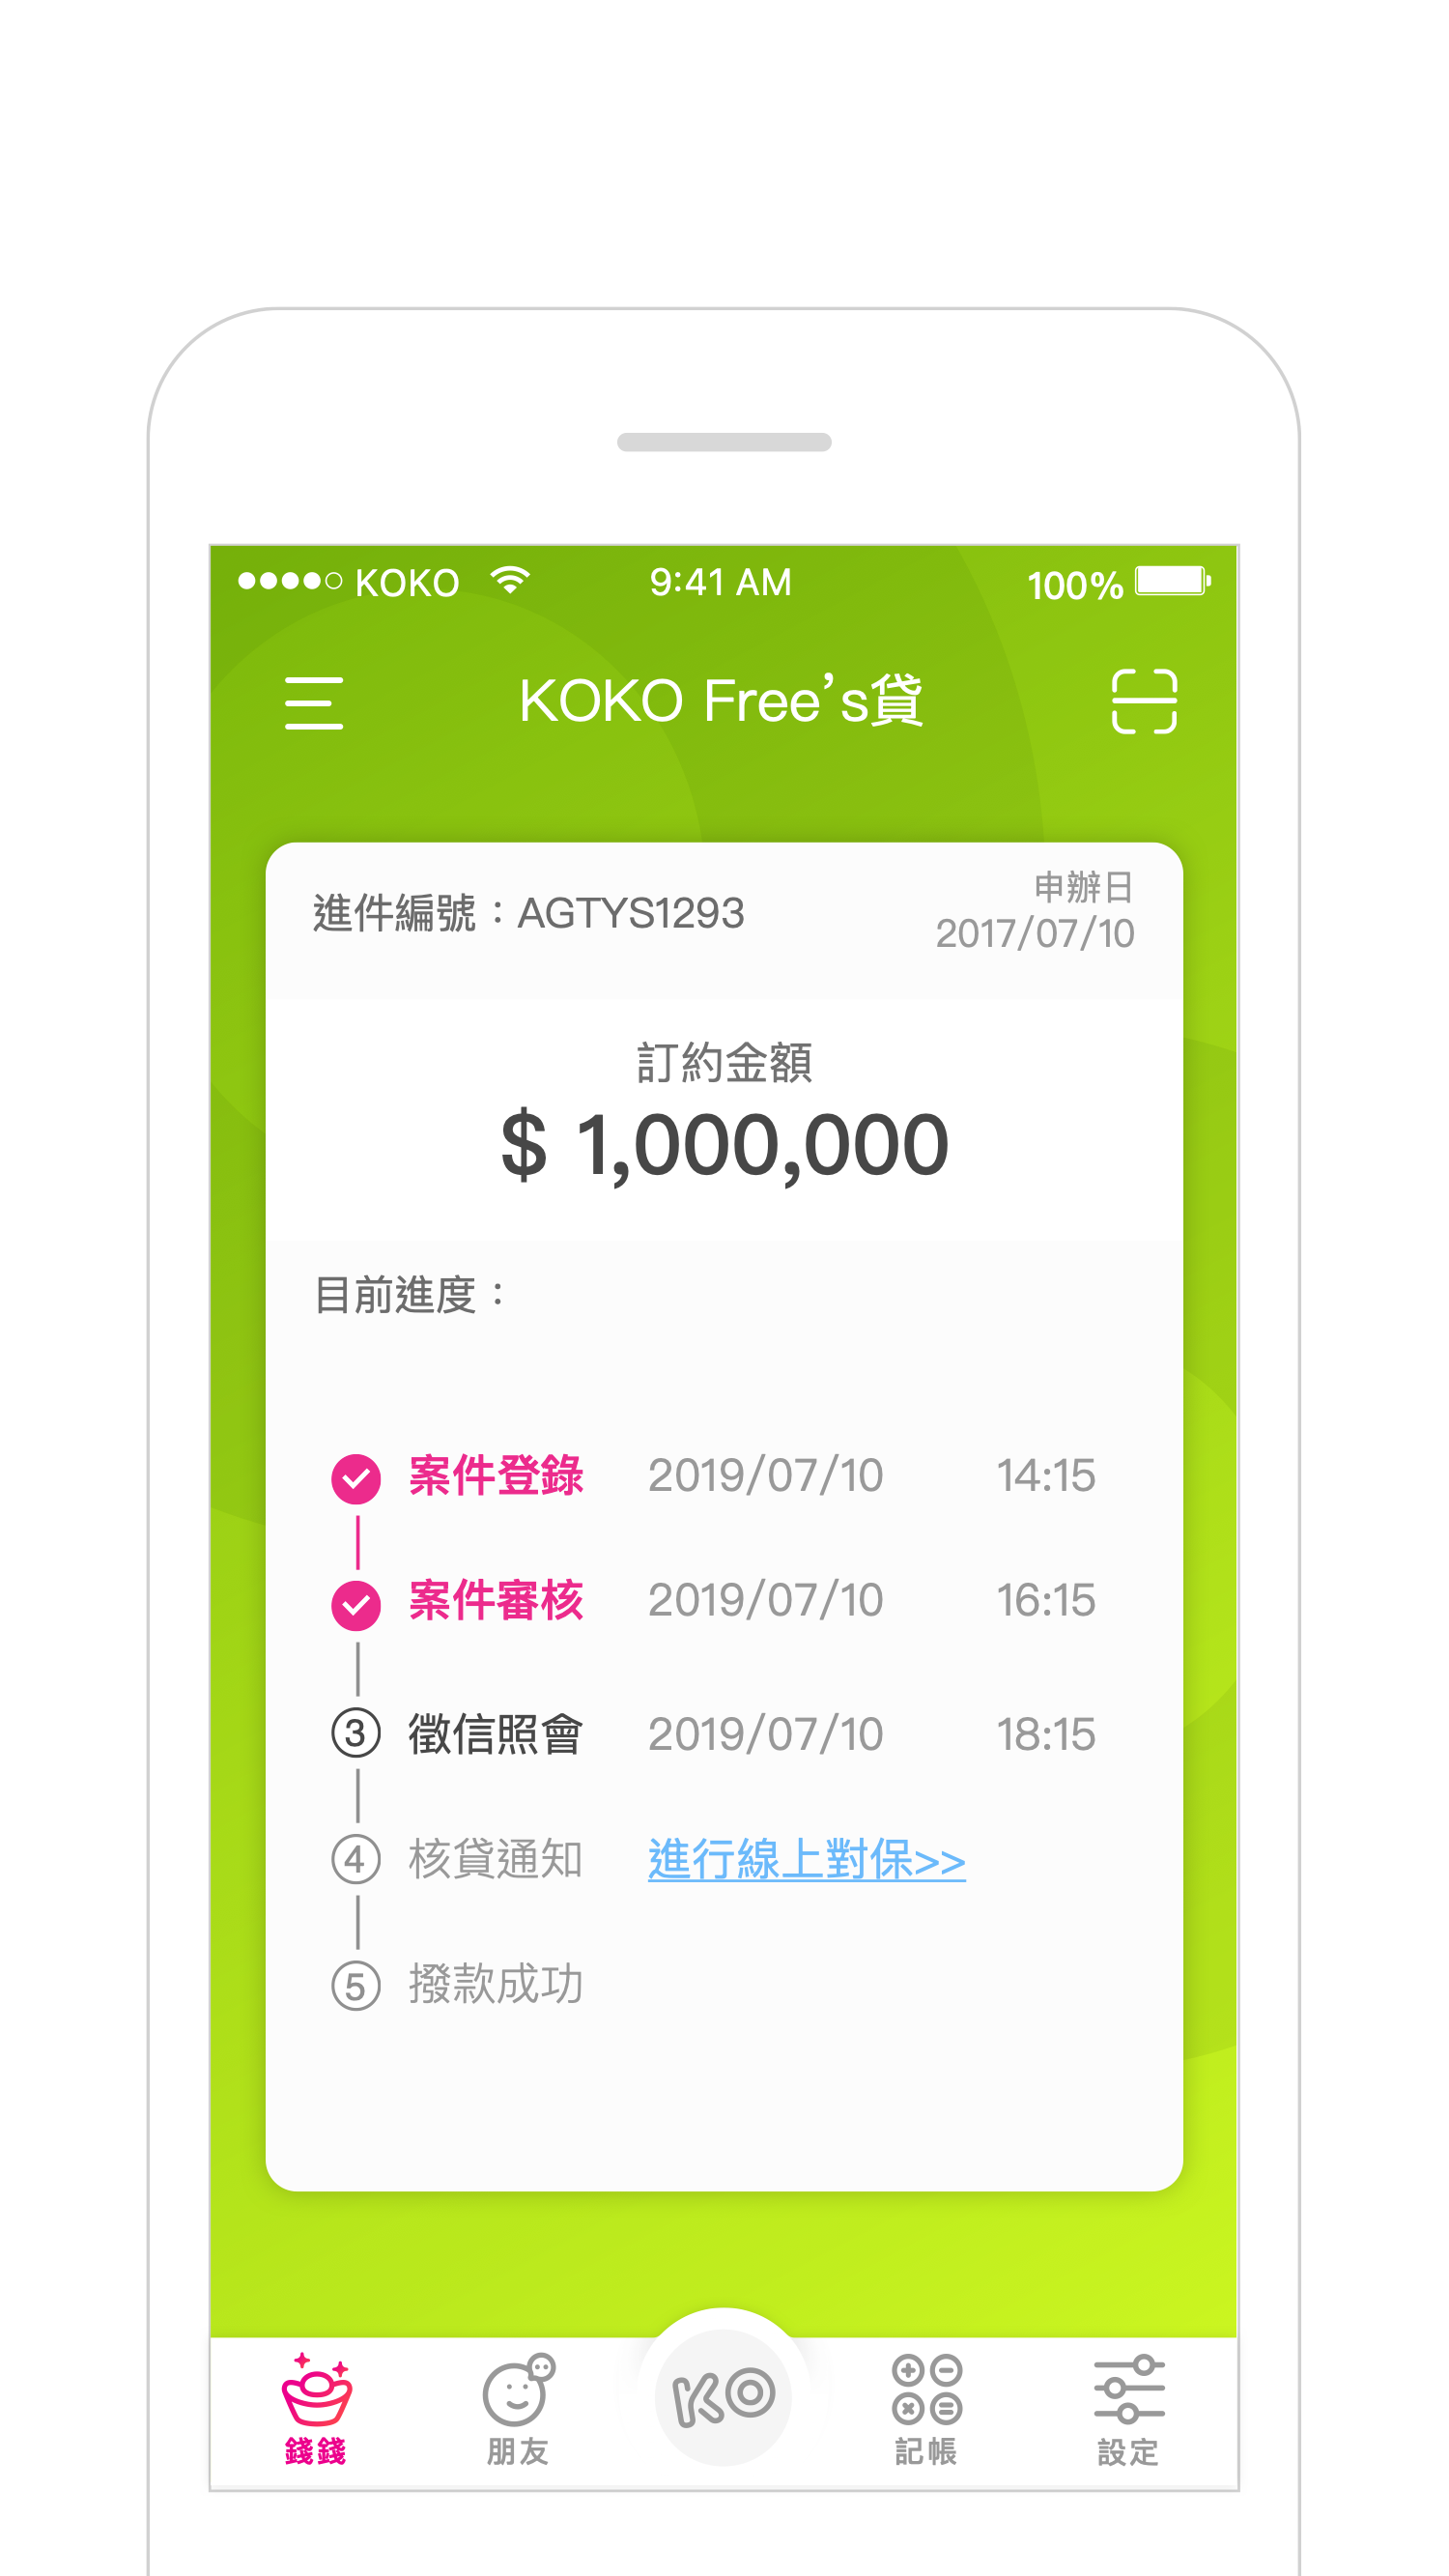 KOKO 9:41 AM 100%
KOKO Free's貸
進件編號：AGTYS1293
申辦日
2017/07/10
訂約金額
$ 1,000,000
目前進度：
案件登錄 2019/07/10 14:15
案件審核 2019/07/10 16:15
3 徵信照會 2019/07/10 18:15
4 核貸通知 進行線上對保>>
5 撥款成功
KO
錢錢 朋友 記帳 設定